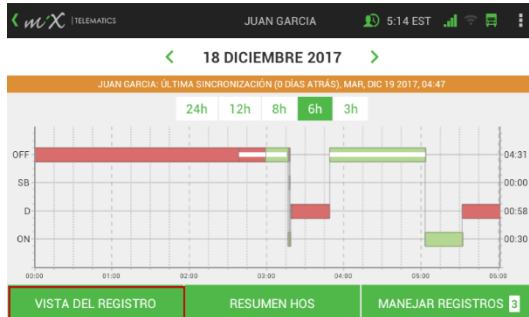 miX TELEMATICS JUAN GARCIA 5:14 EST
18 DICIEMBRE 2017
JUAN GARCIA: ÚLTIMA SINCRONIZACIÓN (0 DÍAS ATRÁS), MAR, DIC 19 2017, 04:47
24h 12h 8h 6h 3h
OFF 04:31
SB 00:00
D 00:58
ON 00:30
00:00 01:00 02:00 03:00 04:00 05:00 06:00
VISTA DEL REGISTRO RESUMEN HOS MANEJAR REGISTROS 3